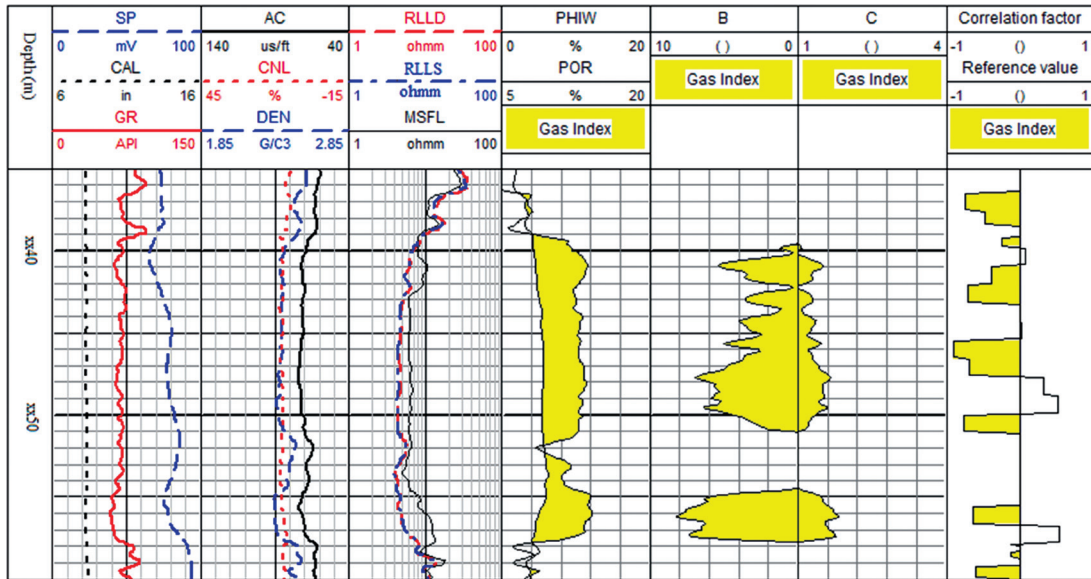 SP AC RLLD PHIW B C Correlation factor
0 mV 100 140 us/ft 40 1 ohmm 100 0 % 20 10 ( ) 0 1 ( ) 4 -1 () 1
CAL CNL RLLS POR Gas Index Gas Index Reference value
6 in 16 45 % -15 1 ohmm 100 5 % 20 -1 () 1
GR DEN MSFL Gas Index Gas Index
0 API 150 1.85 G/C3 2.85 1 ohmm 100
Depth(m)
xx40
xx50